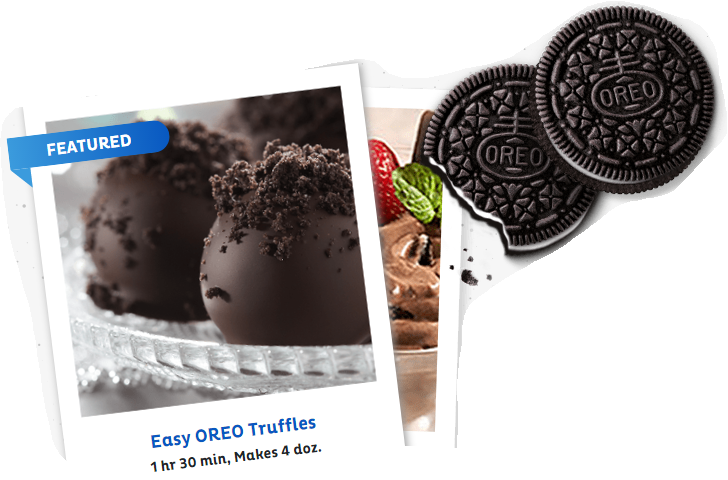 FEATURED
OREO
OREO
Easy OREO Truffles
1 hr 30 min, Makes 4 doz.